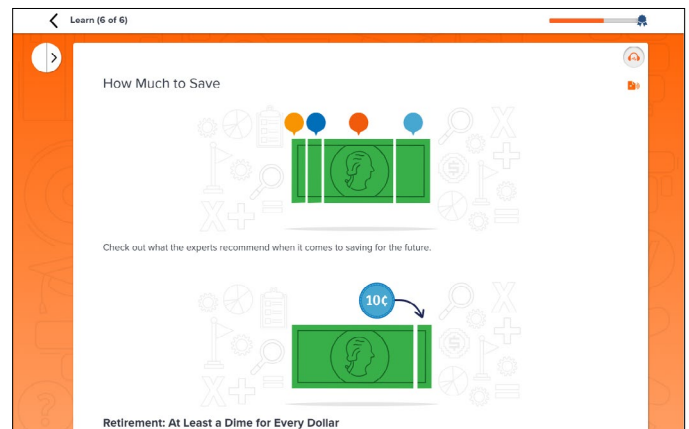 Learn (6 of 6)
How Much to Save
Check out what the experts recommend when it comes to saving for the future.
10¢
Retirement: At Least a Dime for Every Dollar